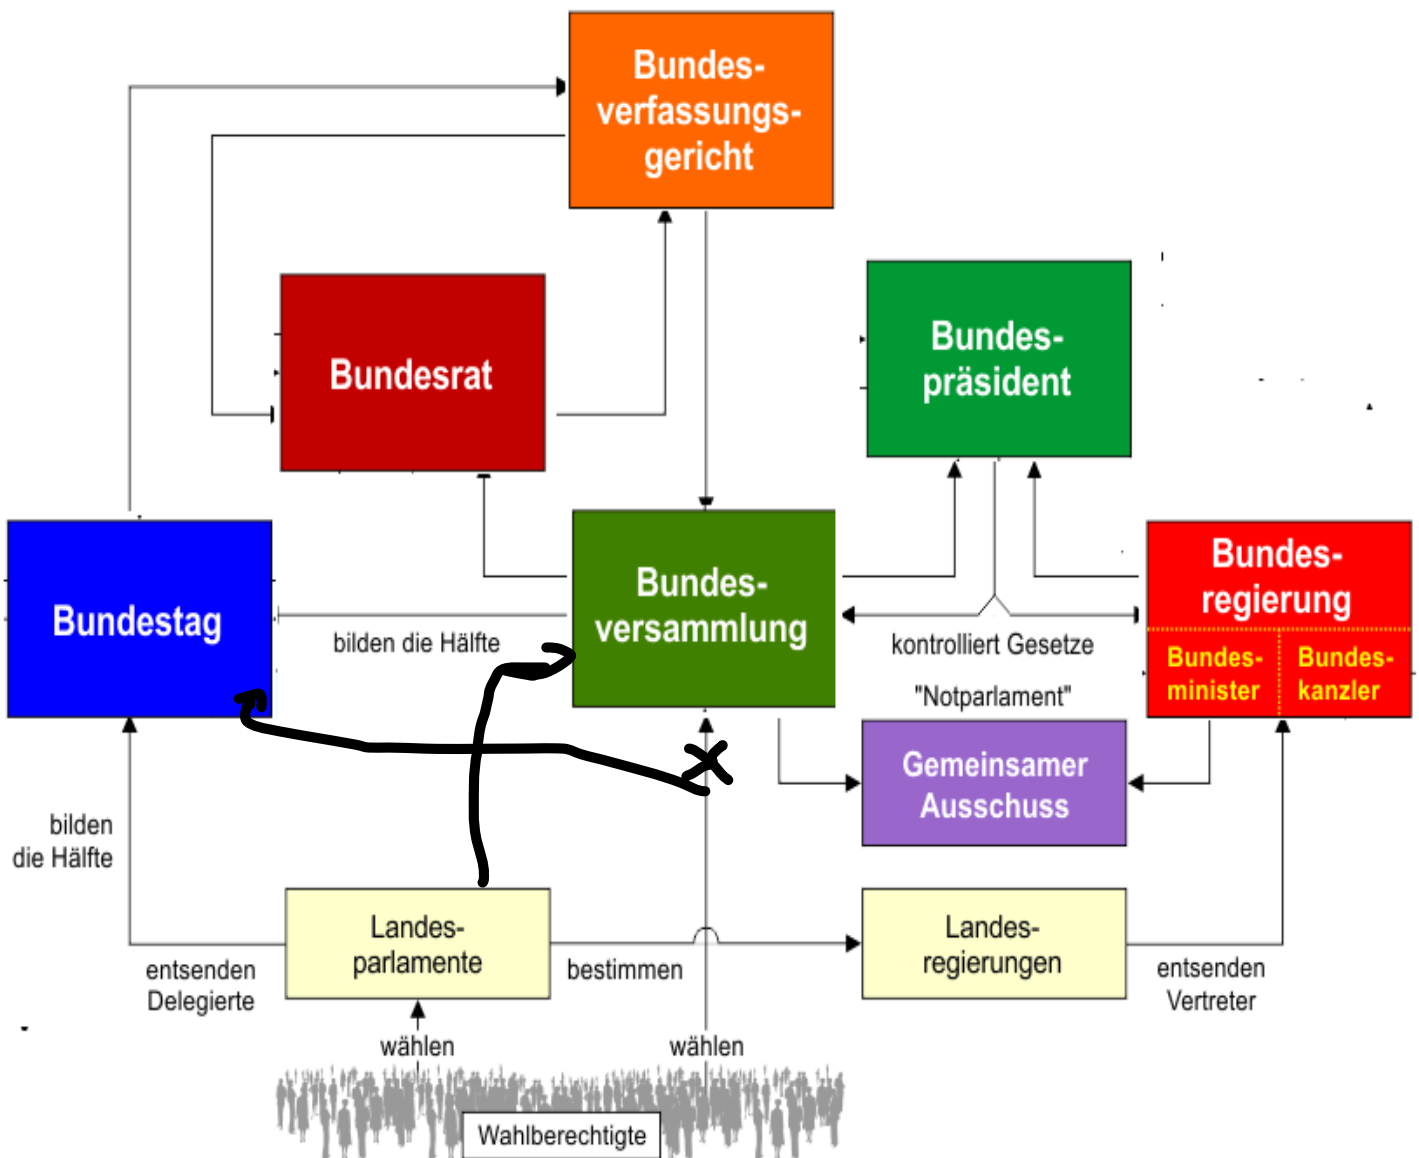 Bundes-
verfassungs-
gericht
Bundesrat
Bundes-
präsident
Bundestag
bilden die Hälfte
Bundes-
versammlung
kontrolliert Gesetze
Bundes-
regierung
Bundes-
minister
Bundes-
kanzler
"Notparlament"
Gemeinsamer
Ausschuss
bilden
die Hälfte
entsenden
Delegierte
Landes-
parlamente
bestimmen
Landes-
regierungen
entsenden
Vertreter
wählen
wählen
Wahlberechtigte